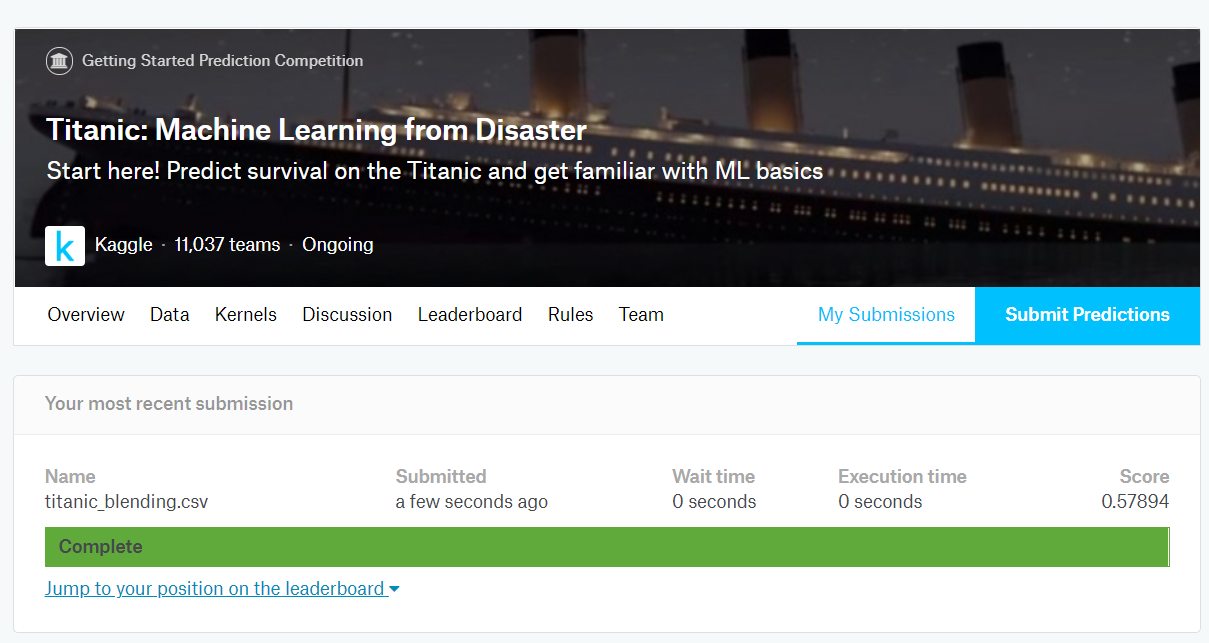 Getting Started Prediction Competition
Titanic: Machine Learning from Disaster
Start here! Predict survival on the Titanic and get familiar with ML basics
k Kaggle · 11,037 teams · Ongoing
Overview Data Kernels Discussion Leaderboard Rules Team My Submissions Submit Predictions
Your most recent submission
Name Submitted Wait time Execution time Score
titanic_blending.csv a few seconds ago 0 seconds 0 seconds 0.57894
Complete
Jump to your position on the leaderboard